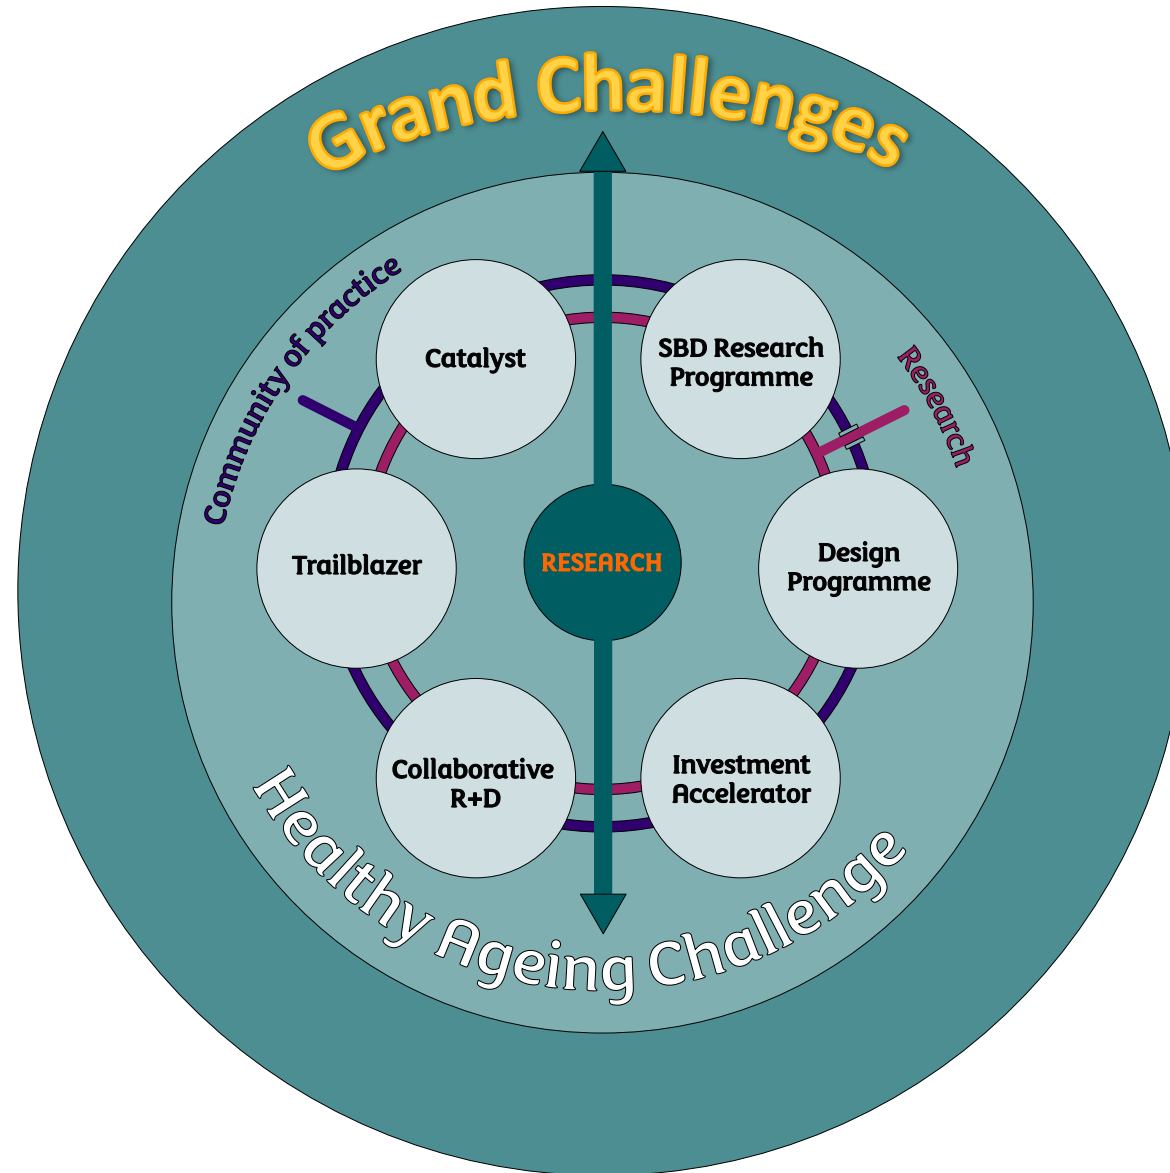 Grand Challenges
Community of practice
Catalyst
SBD Research
Programme
Research
Trailblazer
RESEARCH
Design
Programme
Collaborative
R+D
Investment
Accelerator
Healthy Ageing Challenge